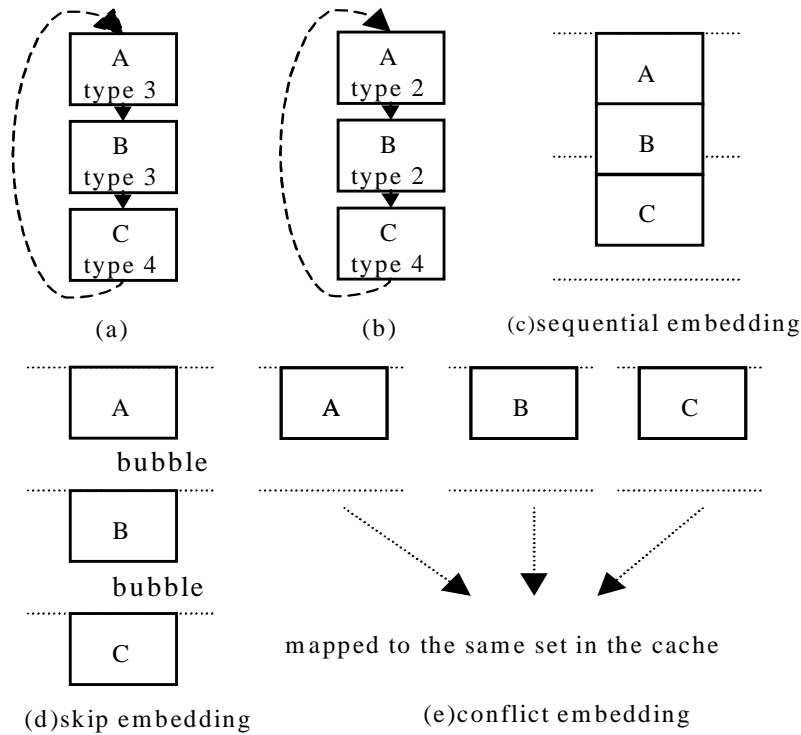 A
type 3
B
type 3
C
type 4
(a)
A
type 2
B
type 2
C
type 4
(b)
A
B
C
(c)sequential embedding
A
bubble
B
bubble
C
(d)skip embedding
A
B
C
mapped to the same set in the cache
(e)conflict embedding